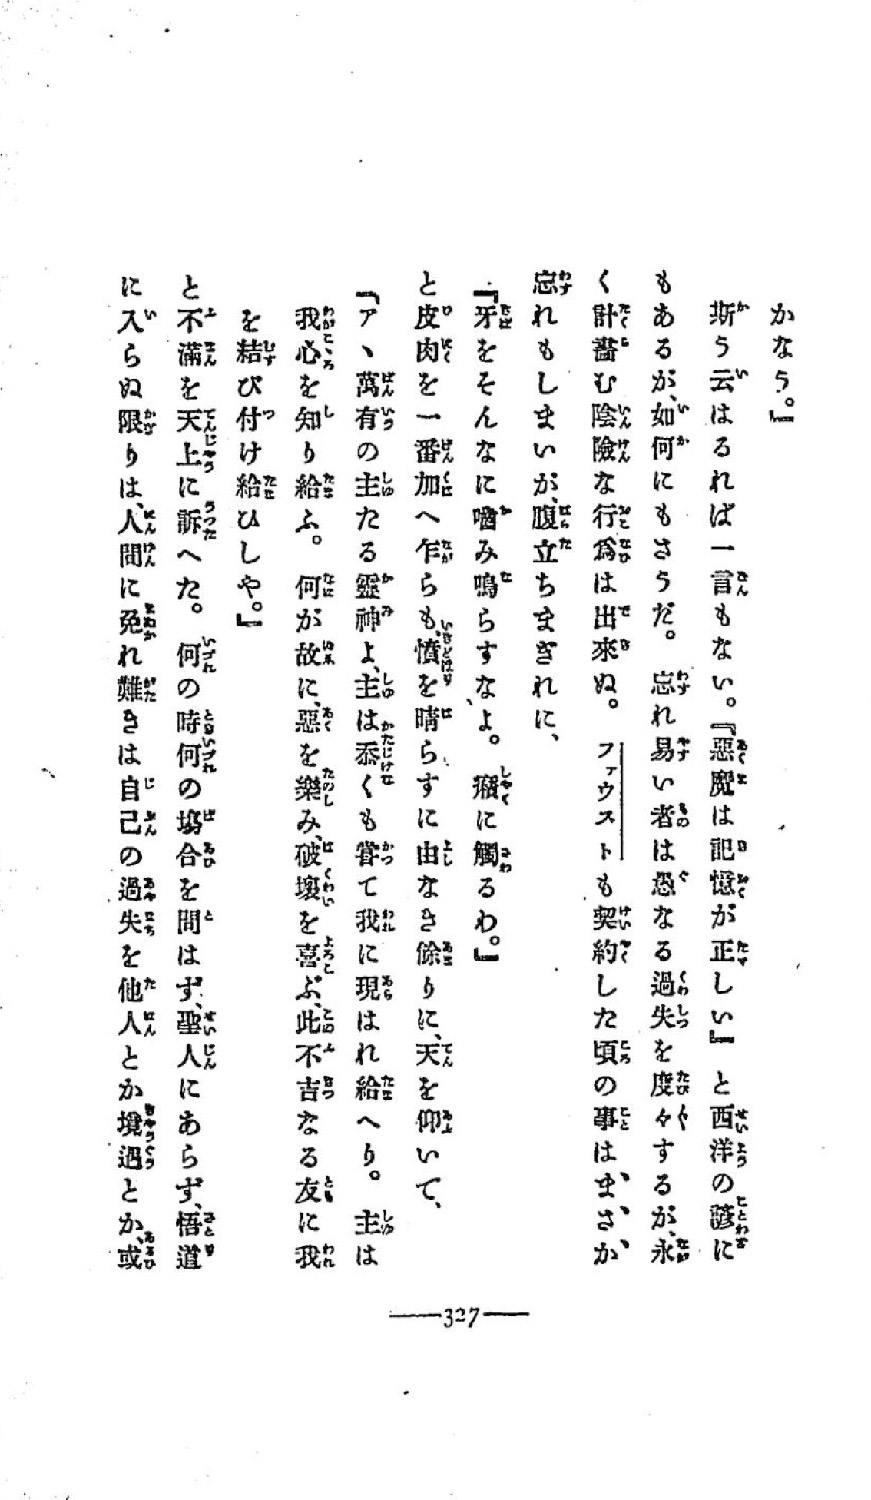 かなう。』
斯う云はるれば一言もない。『惡魔は記憶が正しい』と西洋の諺に
もあるが、如何にもさうだ。忘れ易い者は愚なる過失を度々するが、永
く計畵む陰險な行爲は出來ぬ。ファウストも契約した頃の事はまさか
忘れもしまいが、腹立ちまぎれに、
『牙をそんなに嚙み鳴らすなよ。癪に觸るわ。』
と皮肉を一番加へ乍らも、憤を晴らすに由なき餘りに、天を仰いて、
『アヽ萬有の主たる靈神よ、主は忝くも甞て我に現はれ給へり。主は
我心を知り給ふ。何が故に、惡を樂み、破壞を喜ぶ、此不吉なる友に我
を結び付け給ひしや。』
と不滿を天上に訴へた。何の時何の塲合を問はず、聖人にあらず、悟道
に入らぬ限りは、人間に免れ難きは自己の過失を他人とか境遇とか、或
327